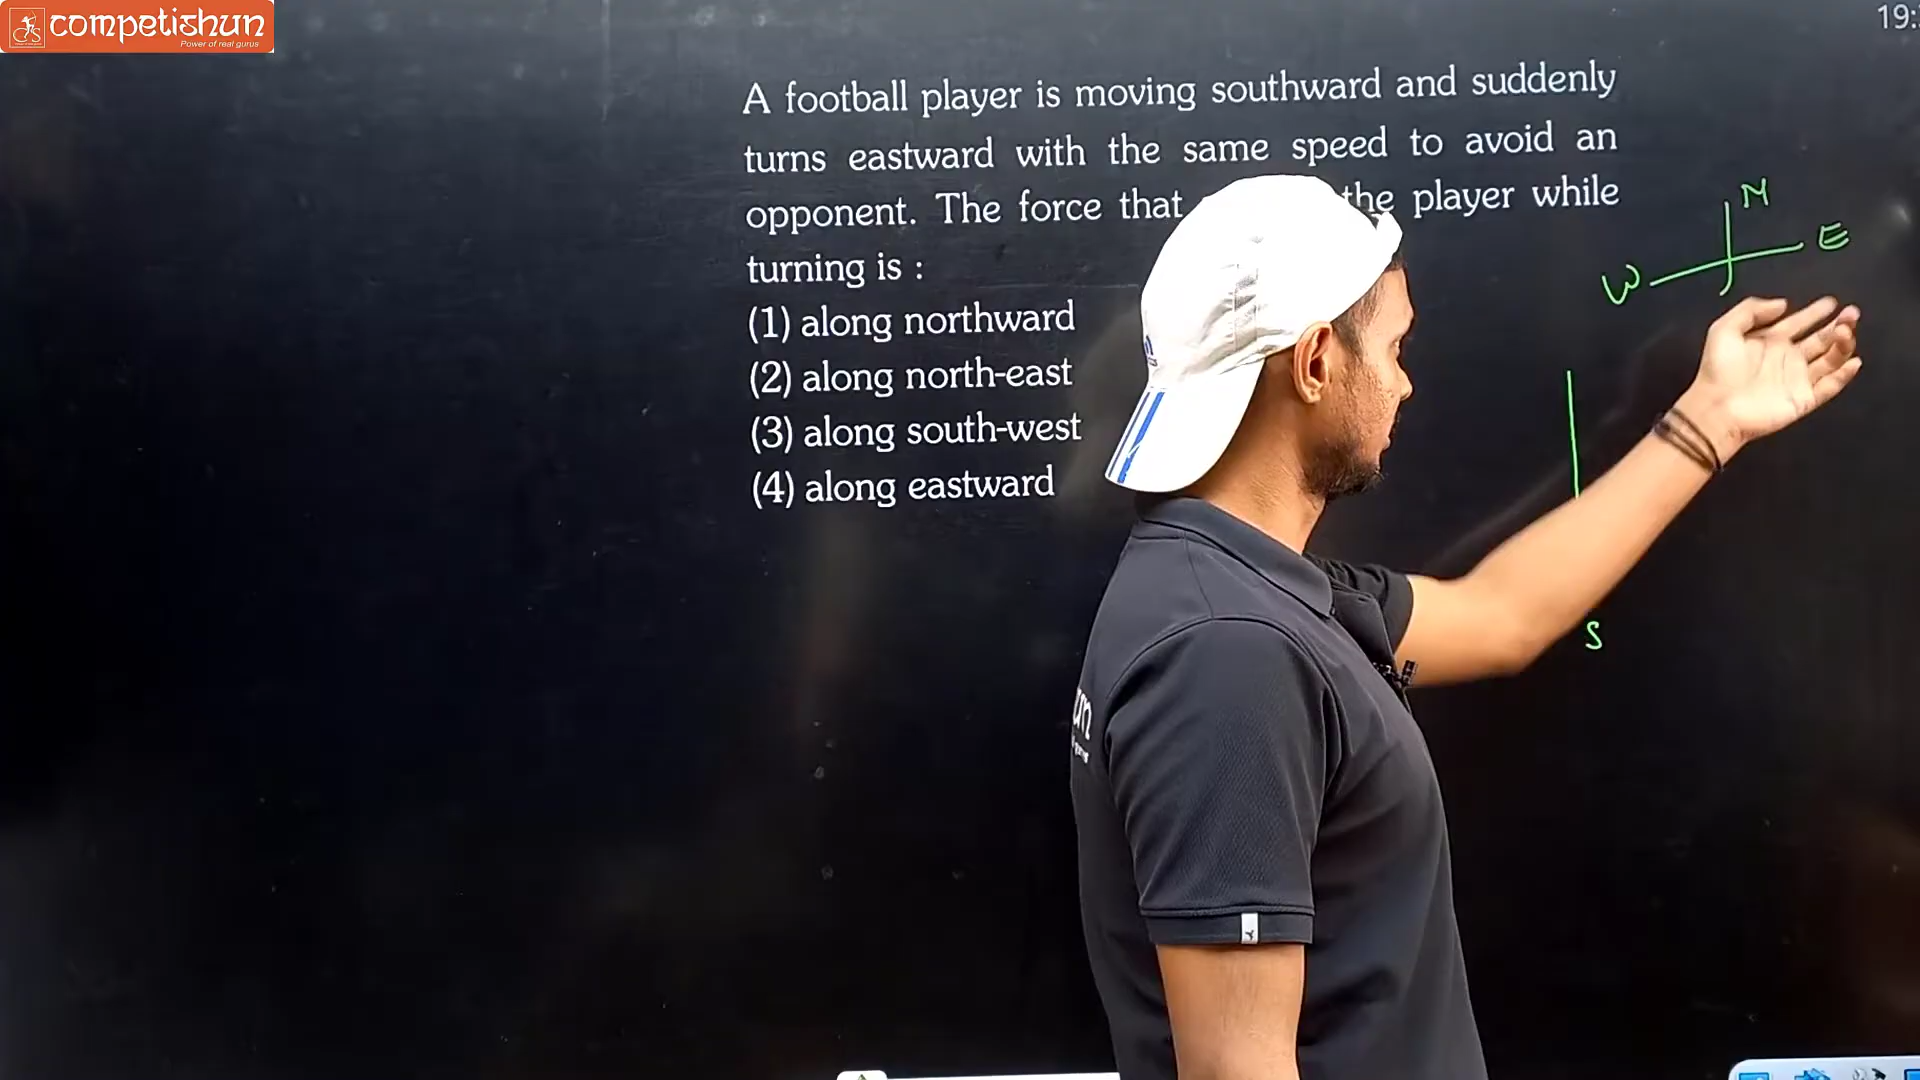 competishun
Power of real gurus
19:
A football player is moving southward and suddenly
turns eastward with the same speed to avoid an
opponent. The force that the player while
turning is :
(1) along northward
(2) along north-east
(3) along south-west
(4) along eastward
N
E
W
S